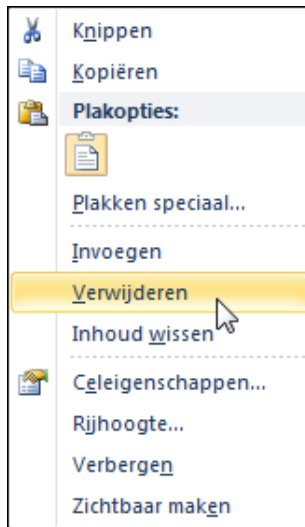 Knippen
Kopiëren
Plakopties:
Plakken speciaal...
Invoegen
Verwijderen
Inhoud wissen
Celeigenschappen...
Rijhoogte...
Verbergen
Zichtbaar maken